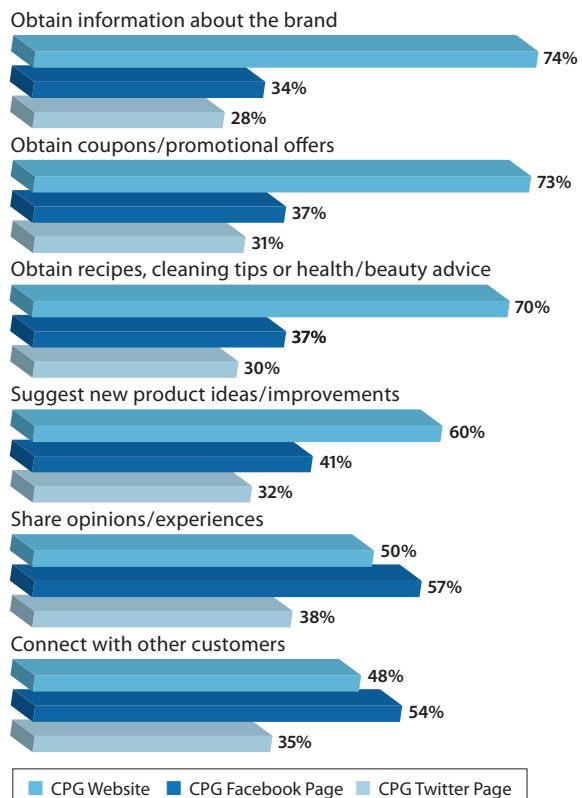 Obtain information about the brand
74%
34%
28%
Obtain coupons/promotional offers
73%
37%
31%
Obtain recipes, cleaning tips or health/beauty advice
70%
37%
30%
Suggest new product ideas/improvements
60%
41%
32%
Share opinions/experiences
50%
57%
38%
Connect with other customers
48%
54%
35%
CPG Website CPG Facebook Page CPG Twitter Page